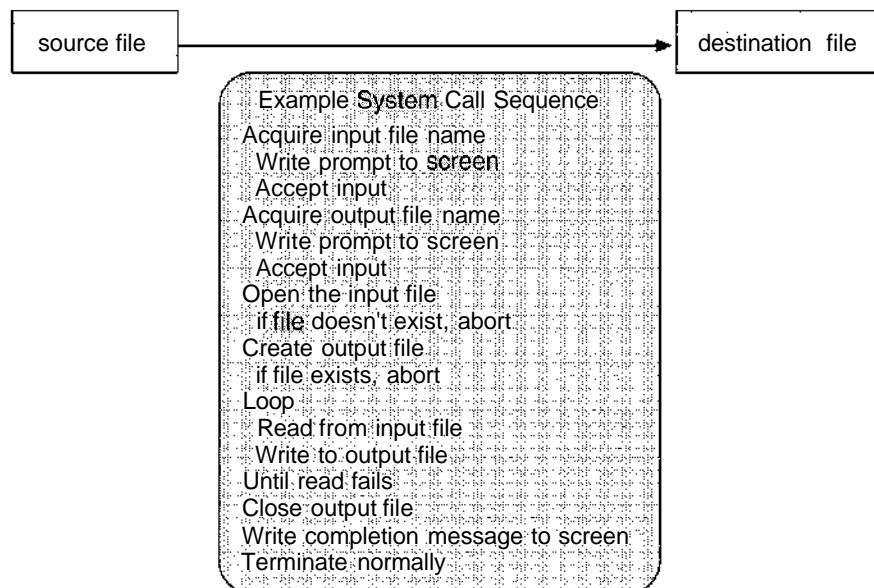 source file
destination file
Example System Call Sequence
Acquire input file name
Write prompt to screen
Accept input
Acquire output file name
Write prompt to screen
Accept input
Open the input file
if file doesn't exist, abort
Create output file
if file exists, abort
Loop
Read from input file
Write to output file
Until read fails
Close output file
Write completion message to screen
Terminate normally